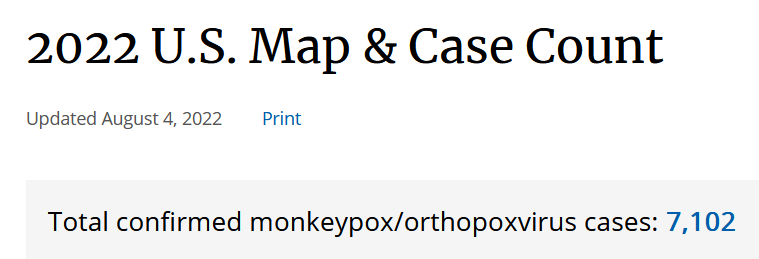 2022 U.S. Map & Case Count
Updated August 4, 2022 Print
Total confirmed monkeypox/orthopoxvirus cases: 7,102